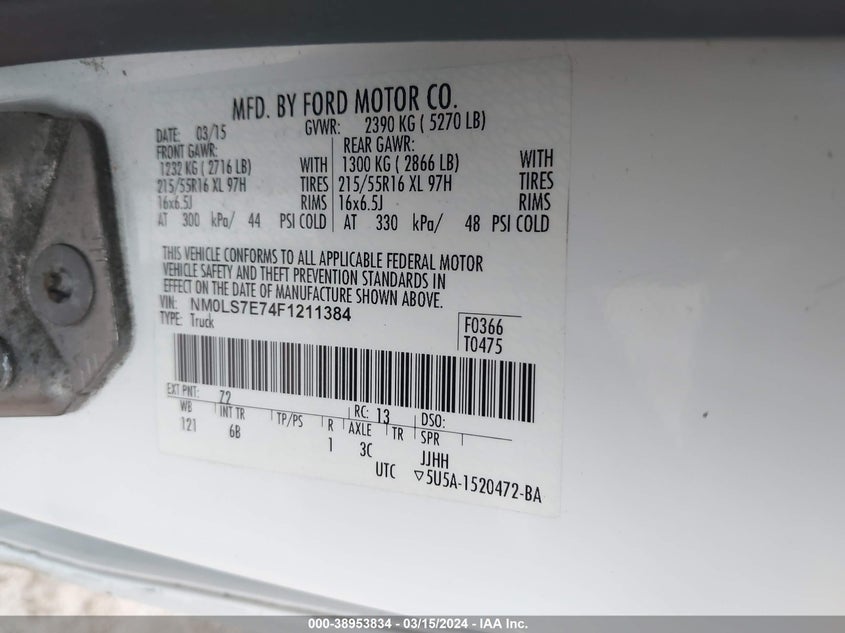 MFD. BY FORD MOTOR CO.
DATE: 03/15 GVWR: 2390 KG ( 5270 LB)
FRONT GAWR: REAR GAWR:
1232 KG ( 2716 LB) WITH 1300 KG ( 2866 LB) WITH
215/55R16 XL 97H TIRES 215/55R16 XL 97H TIRES
16x6.5J RIMS 16x6.5J RIMS
AT 300 kPa/ 44 PSI COLD AT 330 kPa/ 48 PSI COLD
THIS VEHICLE CONFORMS TO ALL APPLICABLE FEDERAL MOTOR
VEHICLE SAFETY AND THEFT PREVENTION STANDARDS IN
EFFECT ON THE DATE OF MANUFACTURE SHOWN ABOVE.
VIN: NM0LS7E74F1211384
TYPE: Truck
F0366
T0475
EXT PNT: 72 RC: 13 DSO:
WB INT TR TP/PS R AXLE TR SPR
121 6B 1 3C JJHH
UTC ▽5U5A-1520472-BA
000-38953834 - 03/15/2024 - IAA Inc.